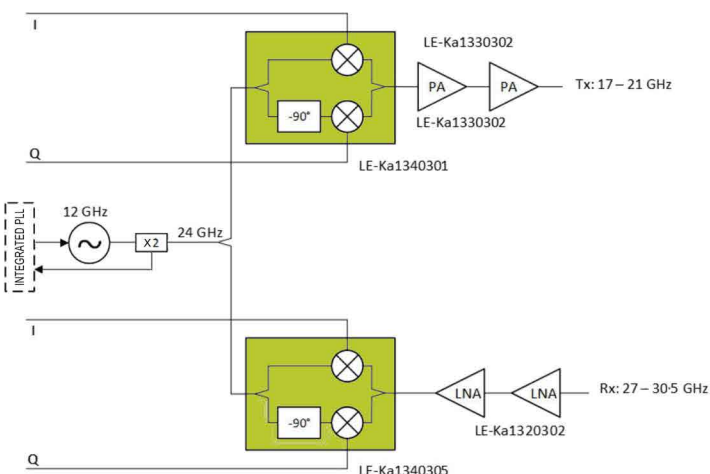 I
LE-Ka1330302
PA
PA
Tx: 17 – 21 GHz
LE-Ka1330302
-90°
Q
LE-Ka1340301
INTEGRATED PLL
12 GHz
X2
24 GHz
I
LNA
LNA
Rx: 27 – 30·5 GHz
-90°
LE-Ka1320302
Q
LE-Ka1340305